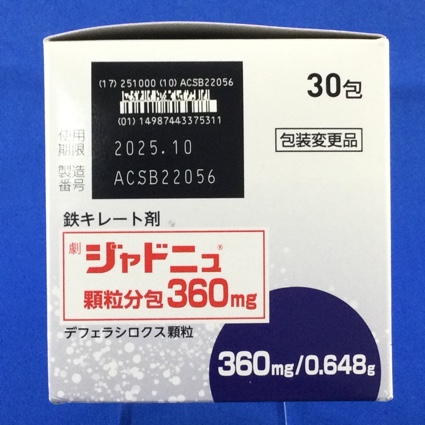 (17) 251000 (10) ACSB22056
(01) 14987443375311
使用
期限 2025.10
製造
番号 ACSB22056
30包
包装変更品
鉄キレート剤
劇 ジャドニュ®
顆粒分包360mg
デフェラシロクス顆粒
360mg/0.648g